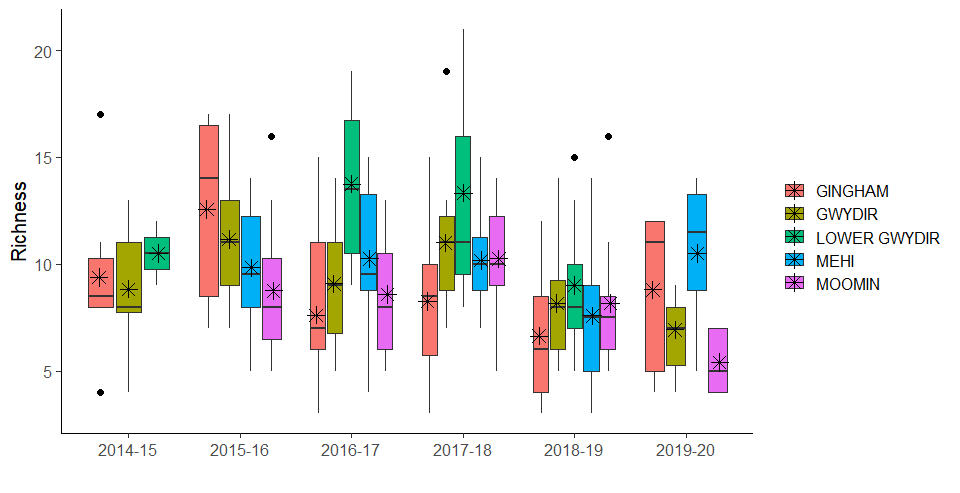 Richness
20
15
10
5
2014-15
2015-16
2016-17
2017-18
2018-19
2019-20
GINGHAM
GWYDIR
LOWER GWYDIR
MEHI
MOOMIN